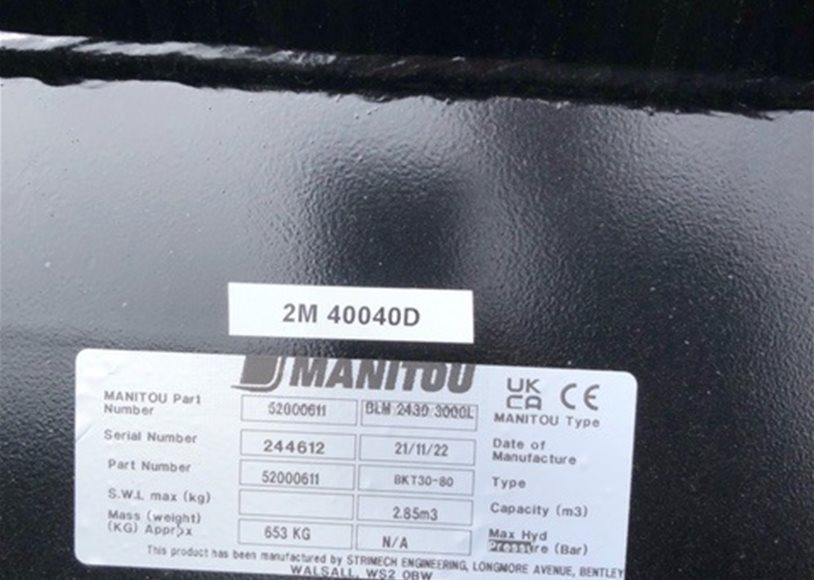 2M 40040D
MANITOU
UK CA CE
MANITOU Part Number 52000611 BLM 2430 3000L MANITOU Type
Serial Number 244612 21/11/22 Date of Manufacture
Part Number 52000611 BKT30-80 Type
S.W.L max (kg) 2.85m3 Capacity (m3)
Mass (weight) (KG) Approx 653 KG N/A Max Hyd Pressure (Bar)
This product has been manufactured by STRIMECH ENGINEERING, LONGMORE AVENUE, BENTLEY
WALSALL, WS2 0BW